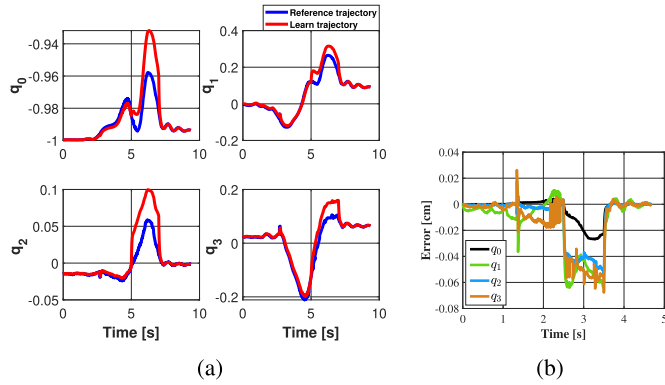 Reference trajectory
Learn trajectory
q0
-0.94
-0.96
-0.98
-1
0
5
10
q1
0.4
0.2
0
-0.2
0
5
10
q2
0.1
0.05
0
-0.05
0
5
10
Time [s]
q3
0.2
0
-0.2
0
5
10
Time [s]
(a)
Error [cm]
0.04
0.02
0
-0.02
-0.04
-0.06
-0.08
q0
q1
q2
q3
0
1
2
3
4
5
Time [s]
(b)